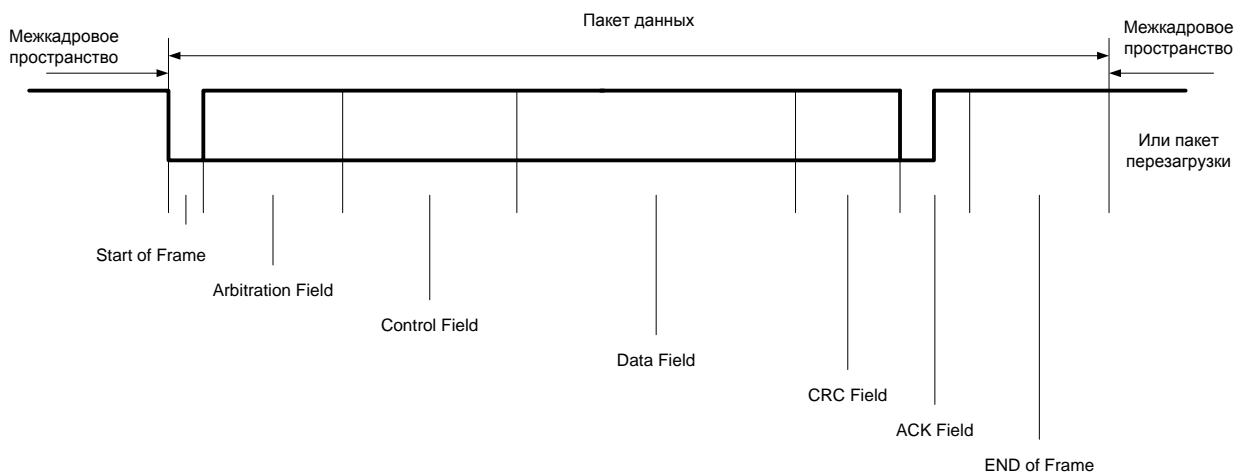 Пакет данных
Межкадровое
пространство
Межкадровое
пространство
Или пакет
перезагрузки
Start of Frame
Arbitration Field
Control Field
Data Field
CRC Field
ACK Field
END of Frame